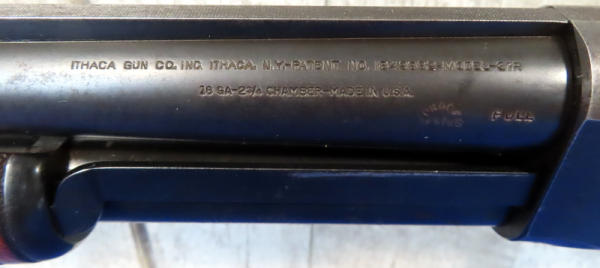 ITHACA GUN CO. INC. ITHACA. N.Y-PATENT NO. MODEL-37R
16 GA-2¾ CHAMBER-MADE IN U.S.A.
FULL